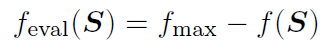 f_eval(S) = f_max − f(S)